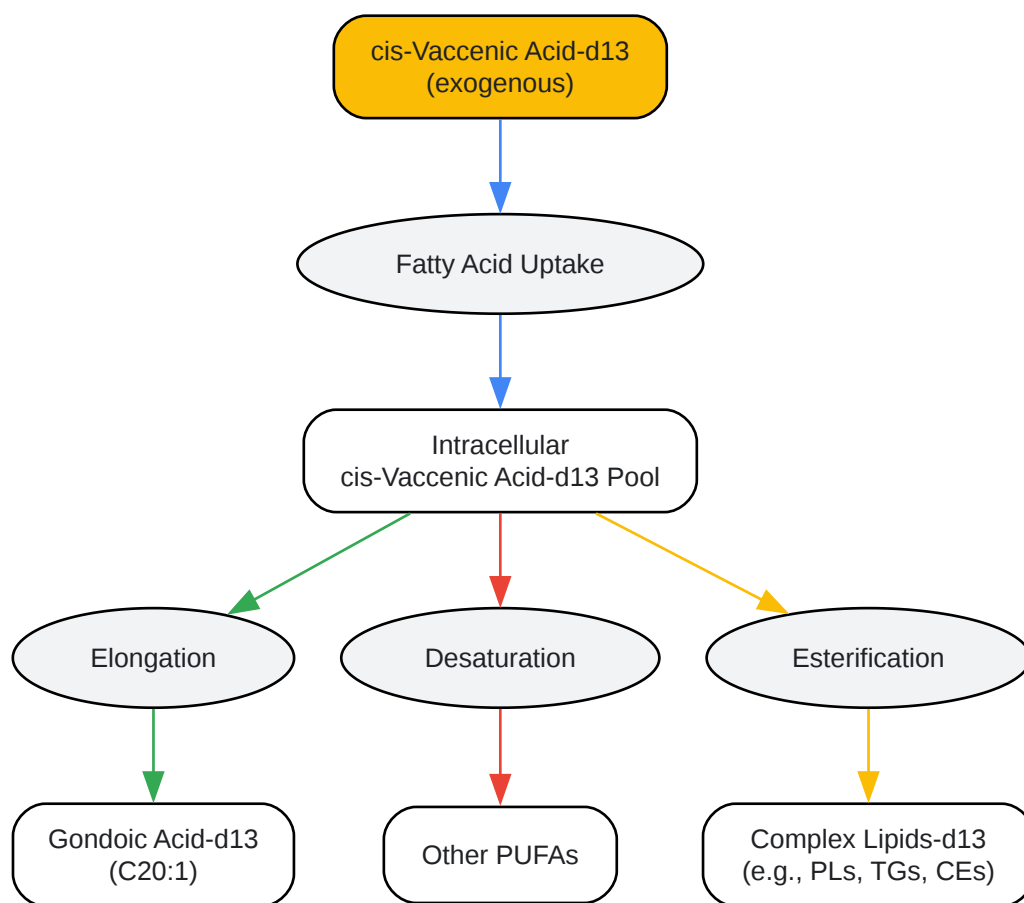 cis-Vaccenic Acid-d13
(exogenous)
Fatty Acid Uptake
Intracellular
cis-Vaccenic Acid-d13 Pool
Elongation
Desaturation
Esterification
Gondoic Acid-d13
(C20:1)
Other PUFAs
Complex Lipids-d13
(e.g., PLs, TGs, CEs)